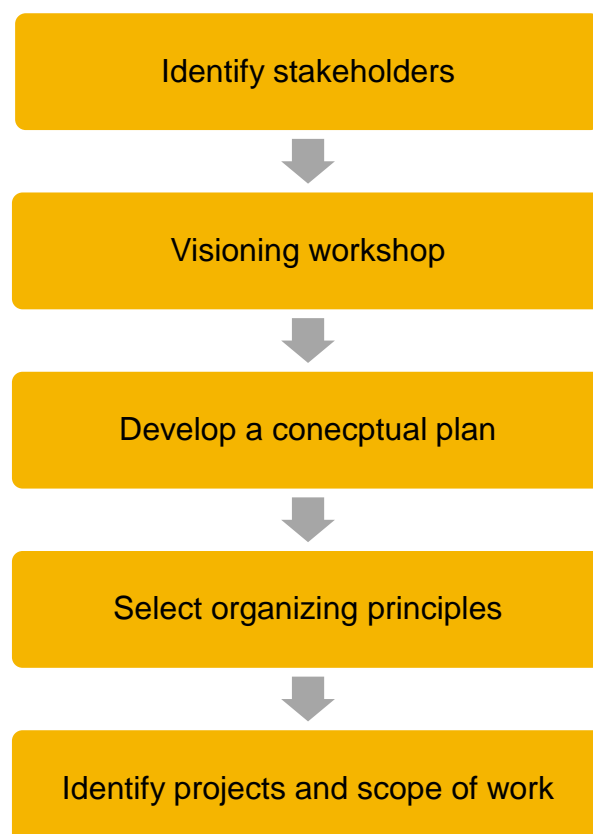 Identify stakeholders
Visioning workshop
Develop a conecptual plan
Select organizing principles
Identify projects and scope of work